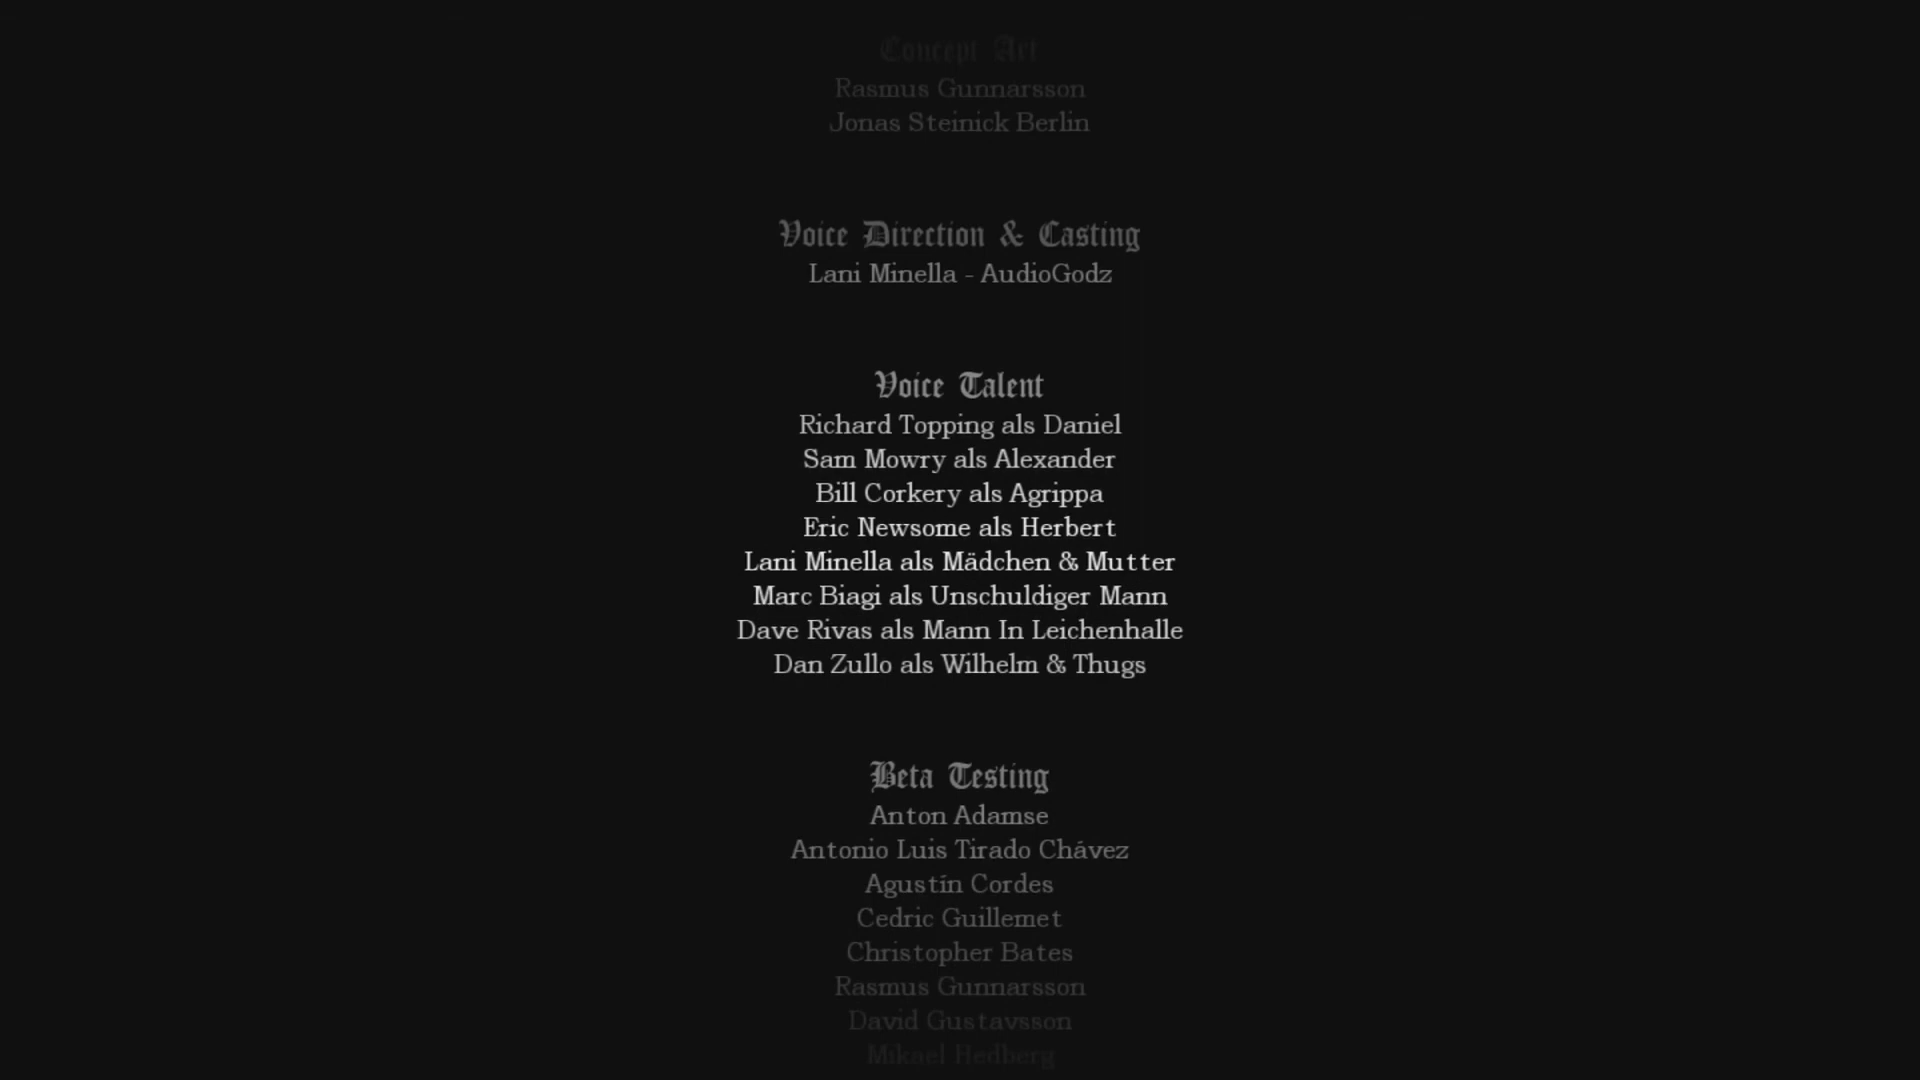 Concept Art
Rasmus Gunnarsson
Jonas Steinick Berlin
Voice Direction & Casting
Lani Minella - AudioGodz
Voice Talent
Richard Topping als Daniel
Sam Mowry als Alexander
Bill Corkery als Agrippa
Eric Newsome als Herbert
Lani Minella als Mädchen & Mutter
Marc Biagi als Unschuldiger Mann
Dave Rivas als Mann In Leichenhalle
Dan Zullo als Wilhelm & Thugs
Beta Testing
Anton Adamse
Antonio Luis Tirado Chávez
Agustín Cordes
Cedric Guillemet
Christopher Bates
Rasmus Gunnarsson
David Gustavsson
Mikael Hedberg